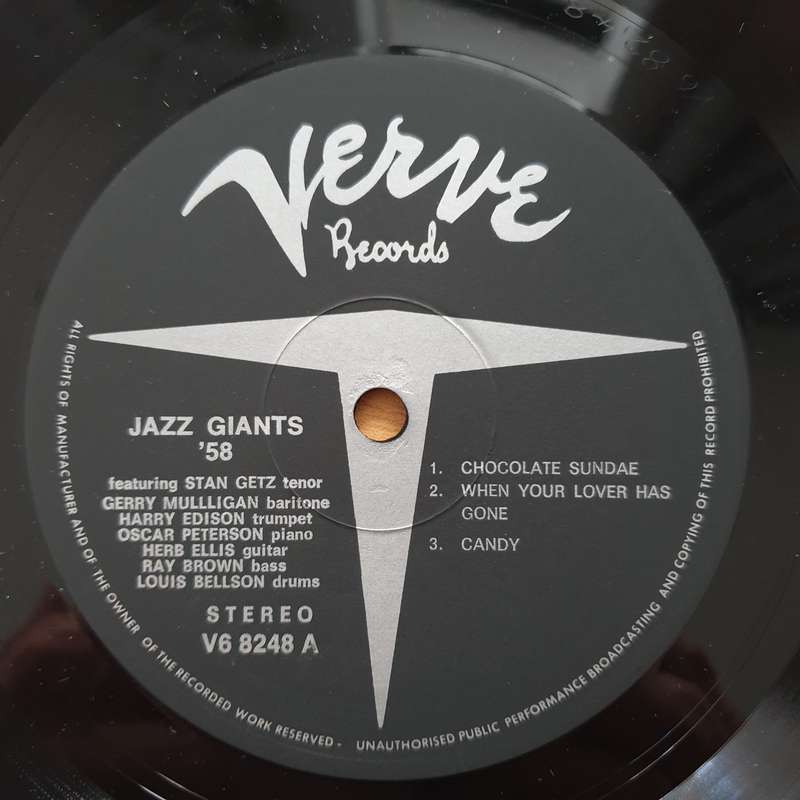 VERVE
Records
JAZZ GIANTS
'58
featuring STAN GETZ tenor
GERRY MULLLIGAN baritone
HARRY EDISON trumpet
OSCAR PETERSON piano
HERB ELLIS guitar
RAY BROWN bass
LOUIS BELLSON drums
STEREO
V6 8248 A
1. CHOCOLATE SUNDAE
2. WHEN YOUR LOVER HAS
GONE
3. CANDY
ALL RIGHTS OF MANUFACTURER AND OF THE OWNER OF THE RECORDED WORK RESERVED - UNAUTHORISED PUBLIC PERFORMANCE BROADCASTING AND COPYING OF THIS RECORD PROHIBITED